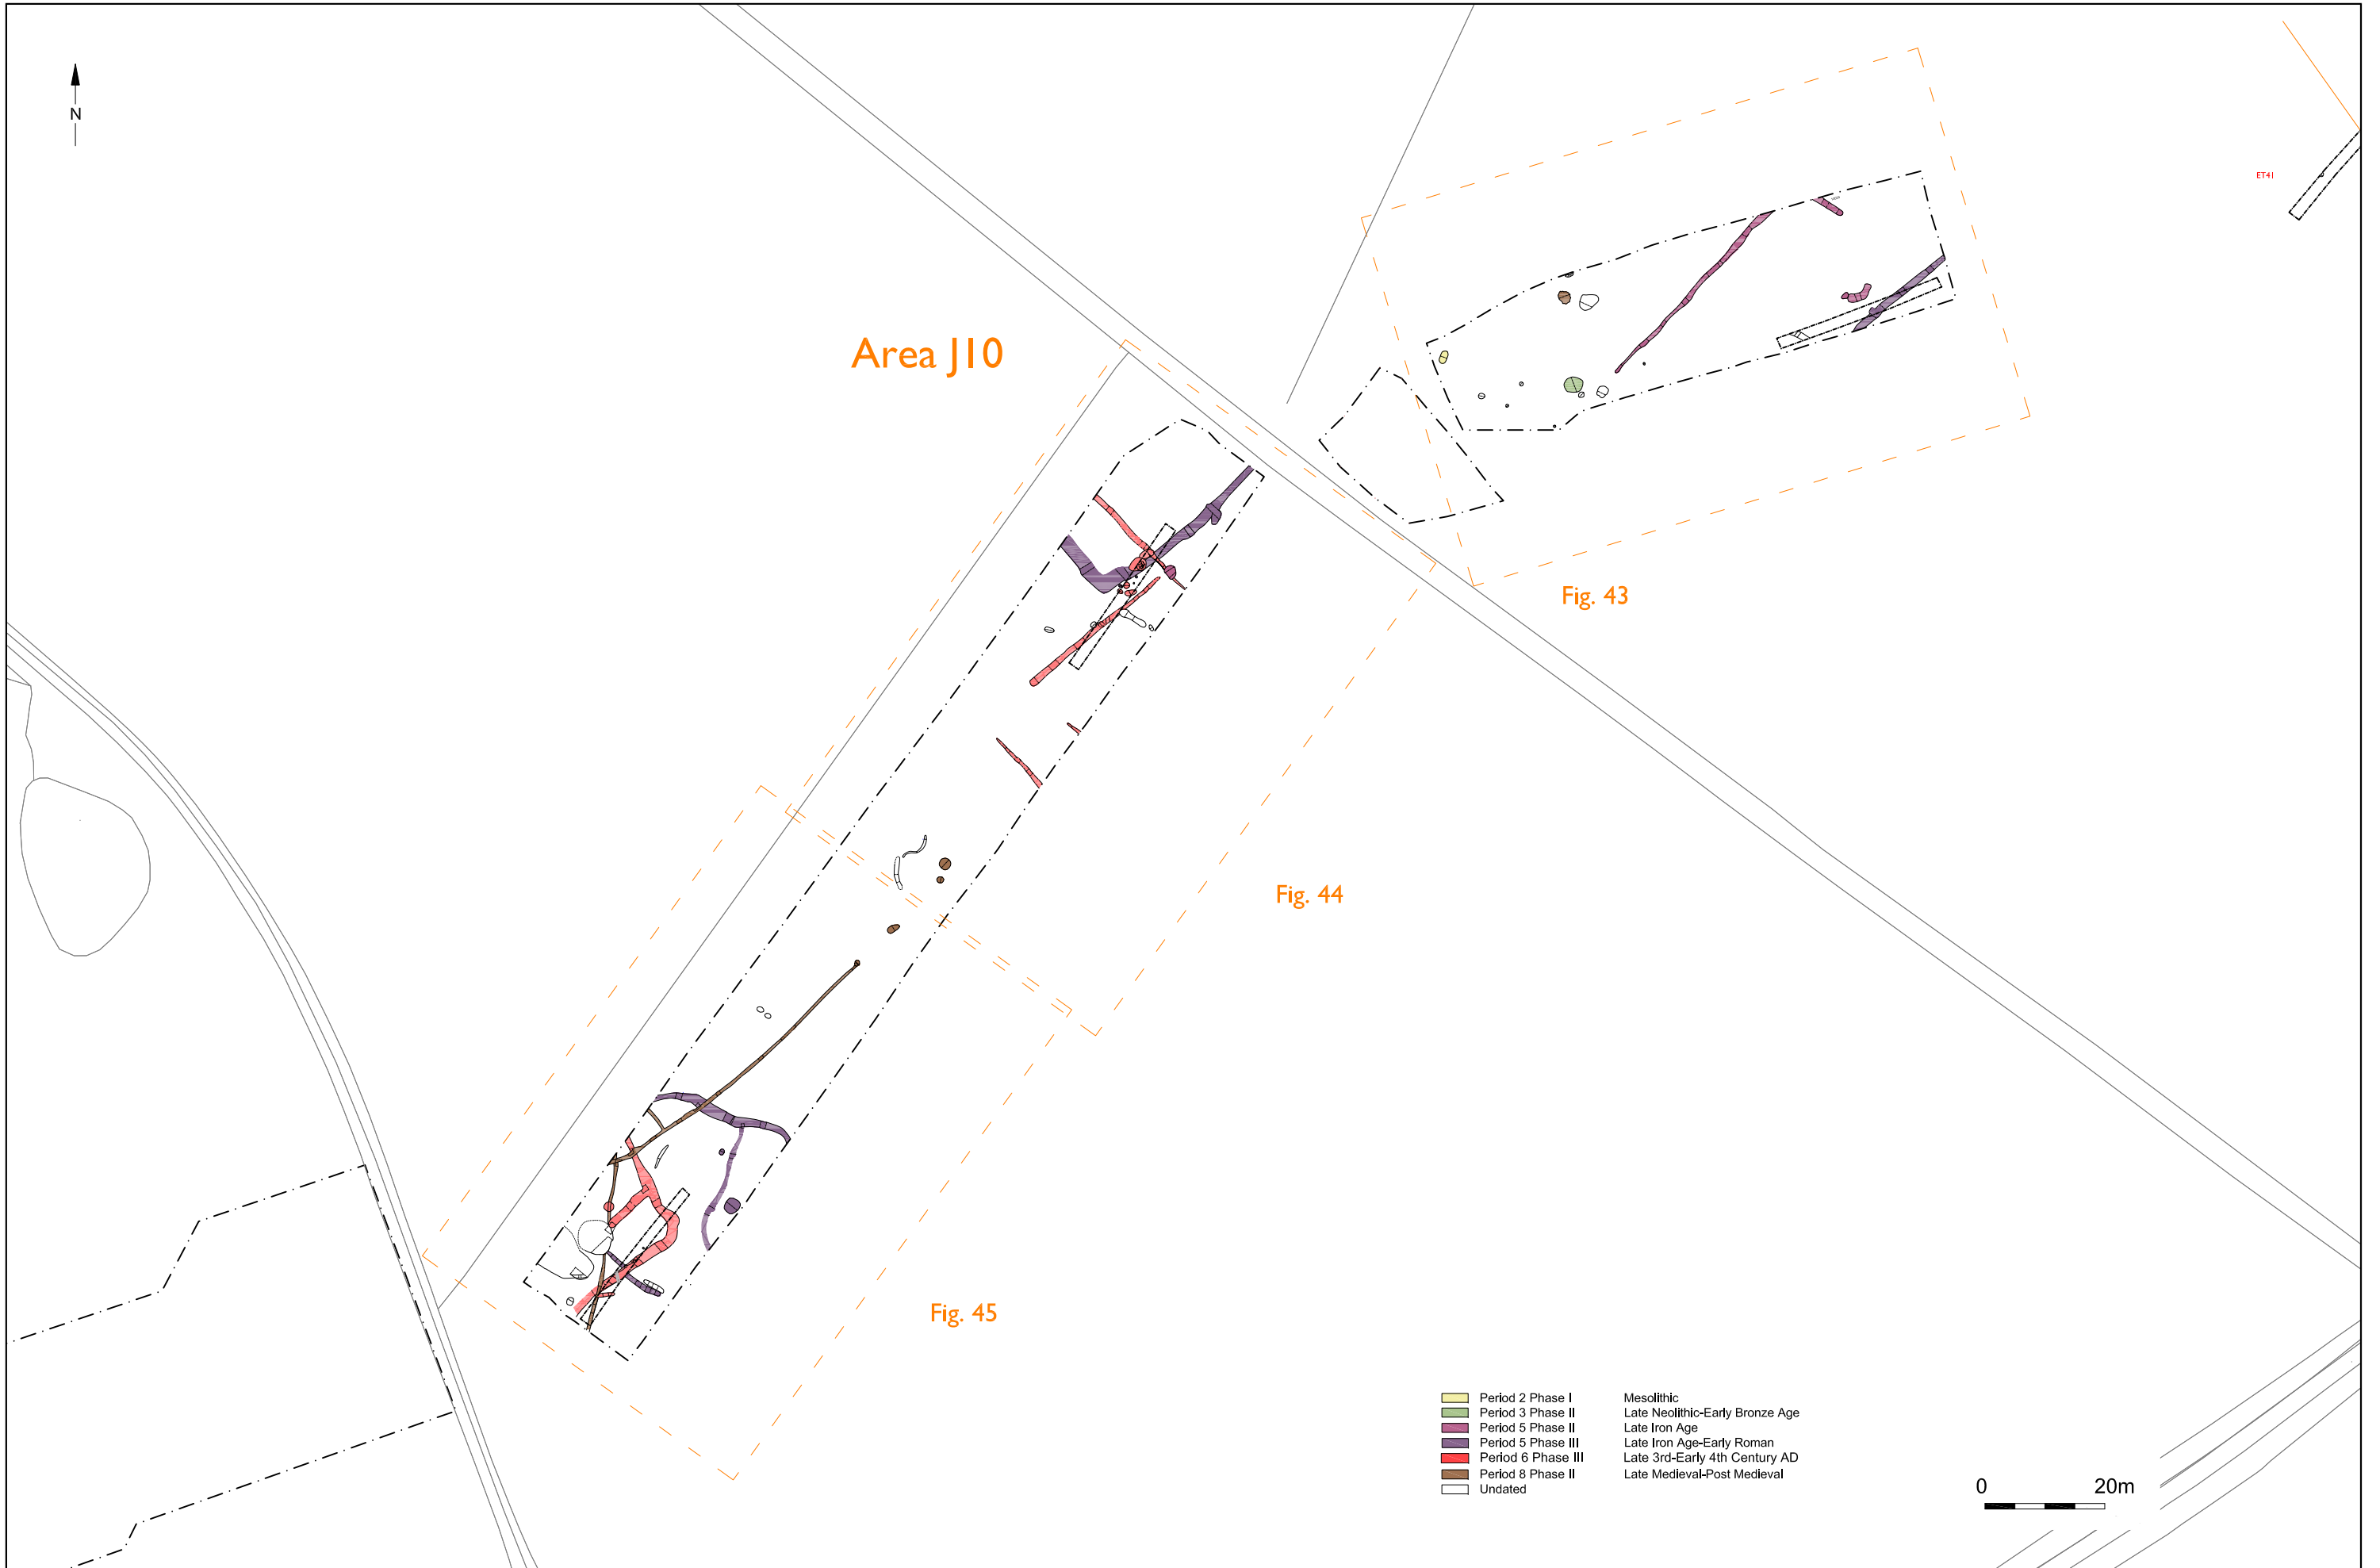 N
ET41
Area J10
Fig. 43
Fig. 44
Fig. 45
Period 2 Phase I Mesolithic
Period 3 Phase II Late Neolithic-Early Bronze Age
Period 5 Phase II Late Iron Age
Period 5 Phase III Late Iron Age-Early Roman
Period 6 Phase III Late 3rd-Early 4th Century AD
Period 8 Phase II Late Medieval-Post Medieval
Undated
0 20m